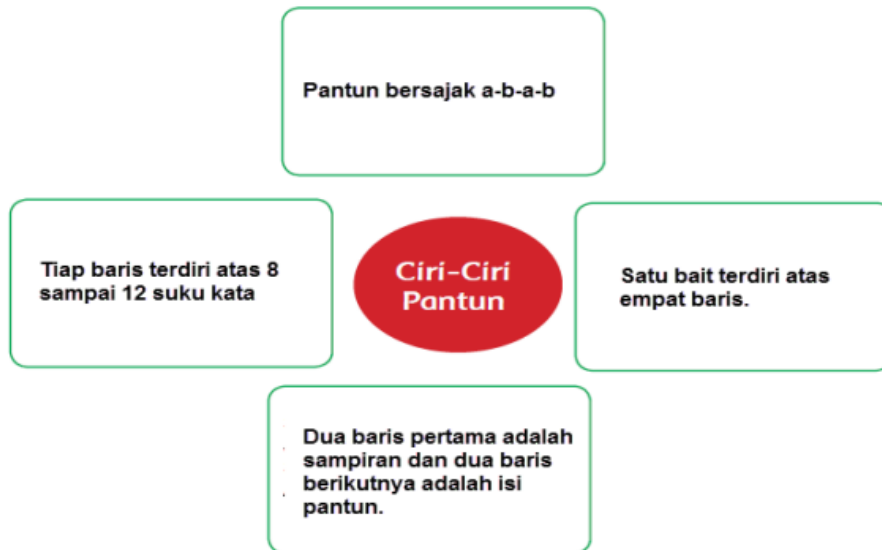 Pantun bersajak a-b-a-b
Tiap baris terdiri atas 8
sampai 12 suku kata
Ciri-Ciri
Pantun
Satu bait terdiri atas
empat baris.
Dua baris pertama adalah
sampiran dan dua baris
berikutnya adalah isi
pantun.